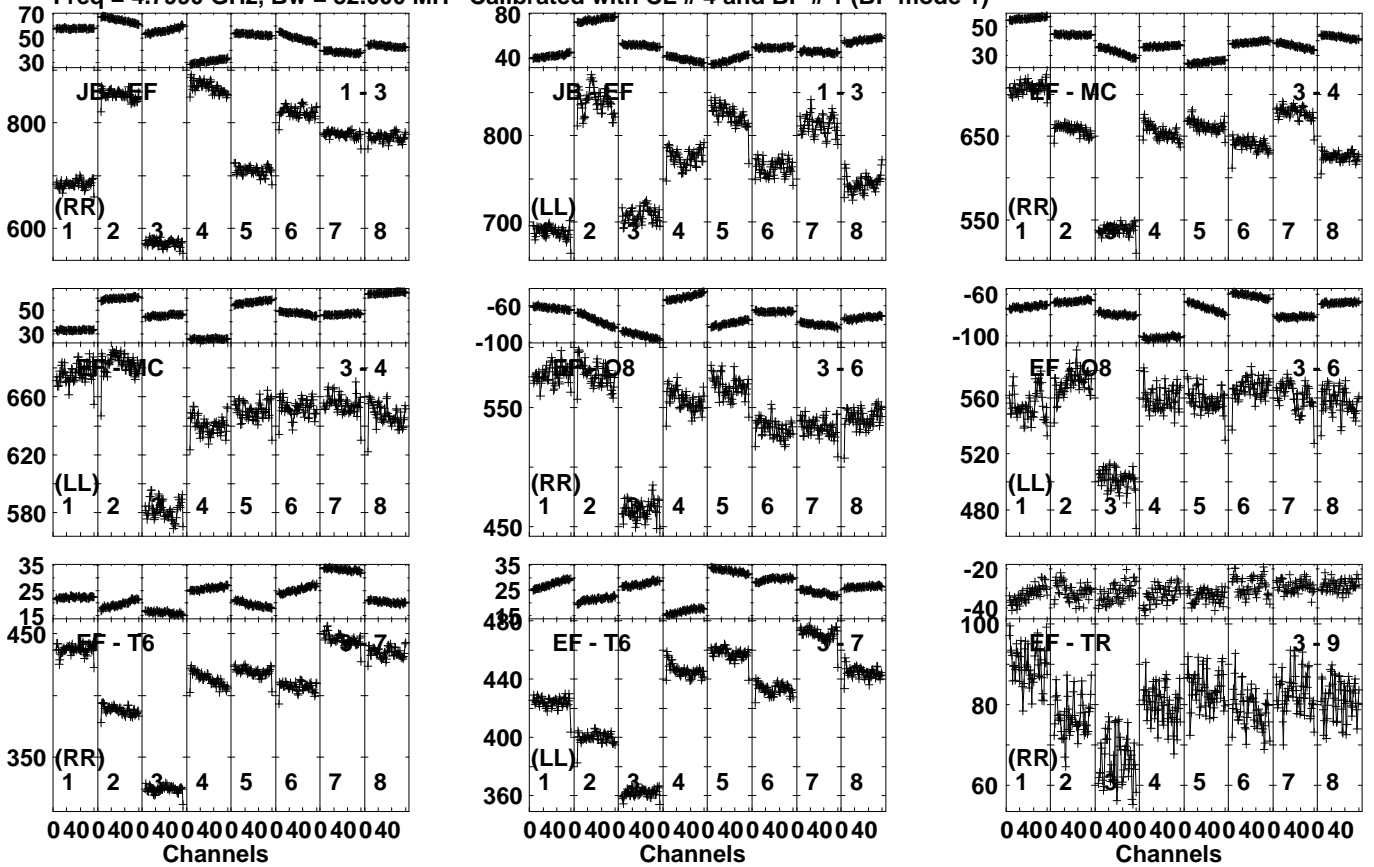 Freq = 4.7990 GHz, Bw = 32.000 MH Calibrated with CL # 4 and BP # 1 (BP mode 1)
70
50
30
800
600
JB - EF 1 - 3
(RR)
1 2 3 4 5 6 7 8
80
40
800
700
JB - EF 1 - 3
(LL)
1 2 3 4 5 6 7 8
50
30
650
550
EF - MC 3 - 4
(RR)
1 2 3 4 5 6 7 8
50
30
660
620
580
EF - MC 3 - 4
(LL)
1 2 3 4 5 6 7 8
-60
-100
550
450
EF - O8 3 - 6
(RR)
1 2 3 4 5 6 7 8
-60
-100
560
520
480
EF - O8 3 - 6
(LL)
1 2 3 4 5 6 7 8
35
25
15
450
350
EF - T6 3 - 7
(RR)
1 2 3 4 5 6 7 8
0 40 0 40 0 40 0 40 0 40 0 40 0 40 0 40
Channels
35
25
15
480
440
400
360
EF - T6 3 - 7
(LL)
1 2 3 4 5 6 7 8
0 40 0 40 0 40 0 40 0 40 0 40 0 40 0 40
Channels
-20
-40
100
80
60
EF - TR 3 - 9
(RR)
1 2 3 4 5 6 7 8
0 40 0 40 0 40 0 40 0 40 0 40 0 40 0 40
Channels